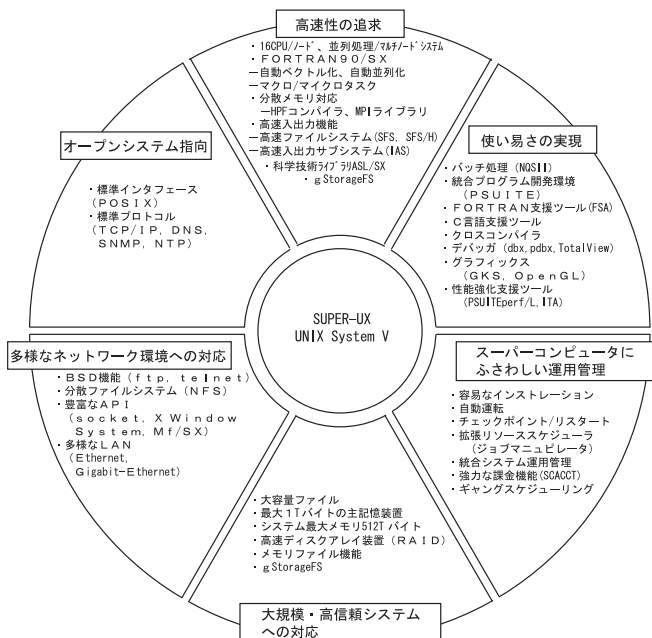 高速性の追求
・16CPU/ノード、並列処理/マルチノードシステム
・ＦＯＲＴＲＡＮ90／ＳＸ
―自動ベクトル化、自動並列化
―マクロ/マイクロタスク
・分散メモリ対応
―HPFコンパイラ、MPIライブラリ
・高速入出力機能
―高速ファイルシステム(SFS, SFS/H)
―高速入出力サブシステム(IAS)
・科学技術ライブラリASL/SX
・ｇStorageFS
使い易さの実現
・バッチ処理 (NQSII)
・統合プログラム開発環境
(ＰＳＵＩＴＥ)
・ＦＯＲＴＲＡＮ支援ツール(FSA)
・Ｃ言語支援ツール
・クロスコンパイラ
・デバッガ (dbx,pdbx,TotalView)
・グラフィックス
(ＧＫＳ, ＯｐｅｎＧＬ)
・性能強化支援ツール
(PSUITEperf/L,ITA)
スーパーコンピュータに
ふさわしい運用管理
・容易なインストレーション
・自動運転
・チェックポイント/リスタート
・拡張リソーススケジューラ
(ジョブマニュピレータ)
・統合システム運用管理
・強力な課金機能(SCACCT)
・ギャングスケジューリング
大規模・高信頼システム
への対応
・大容量ファイル
・最大１Ｔバイトの主記憶装置
・システム最大メモリ512T バイト
・高速ディスクアレイ装置 (ＲＡＩＤ)
・メモリファイル機能
・ｇStorageFS
多様なネットワーク環境への対応
・ＢＳＤ機能 (ｆｔｐ, ｔｅｌｎｅｔ)
・分散ファイルシステム (ＮＦＳ)
・豊富なＡＰＩ
(ｓｏｃｋｅｔ, Ｘ Ｗｉｎｄｏｗ
Ｓｙｓｔｅｍ, Ｍｆ／ＳＸ)
・多様なＬＡＮ
(Ethernet,
Gigabit-Ethernet)
オープンシステム指向
・標準インタフェース
(ＰＯＳＩＸ)
・標準プロトコル
(ＴＣＰ／ＩＰ, ＤＮＳ,
ＳＮＭＰ, ＮＴＰ)
SUPER-UX
UNIX System V